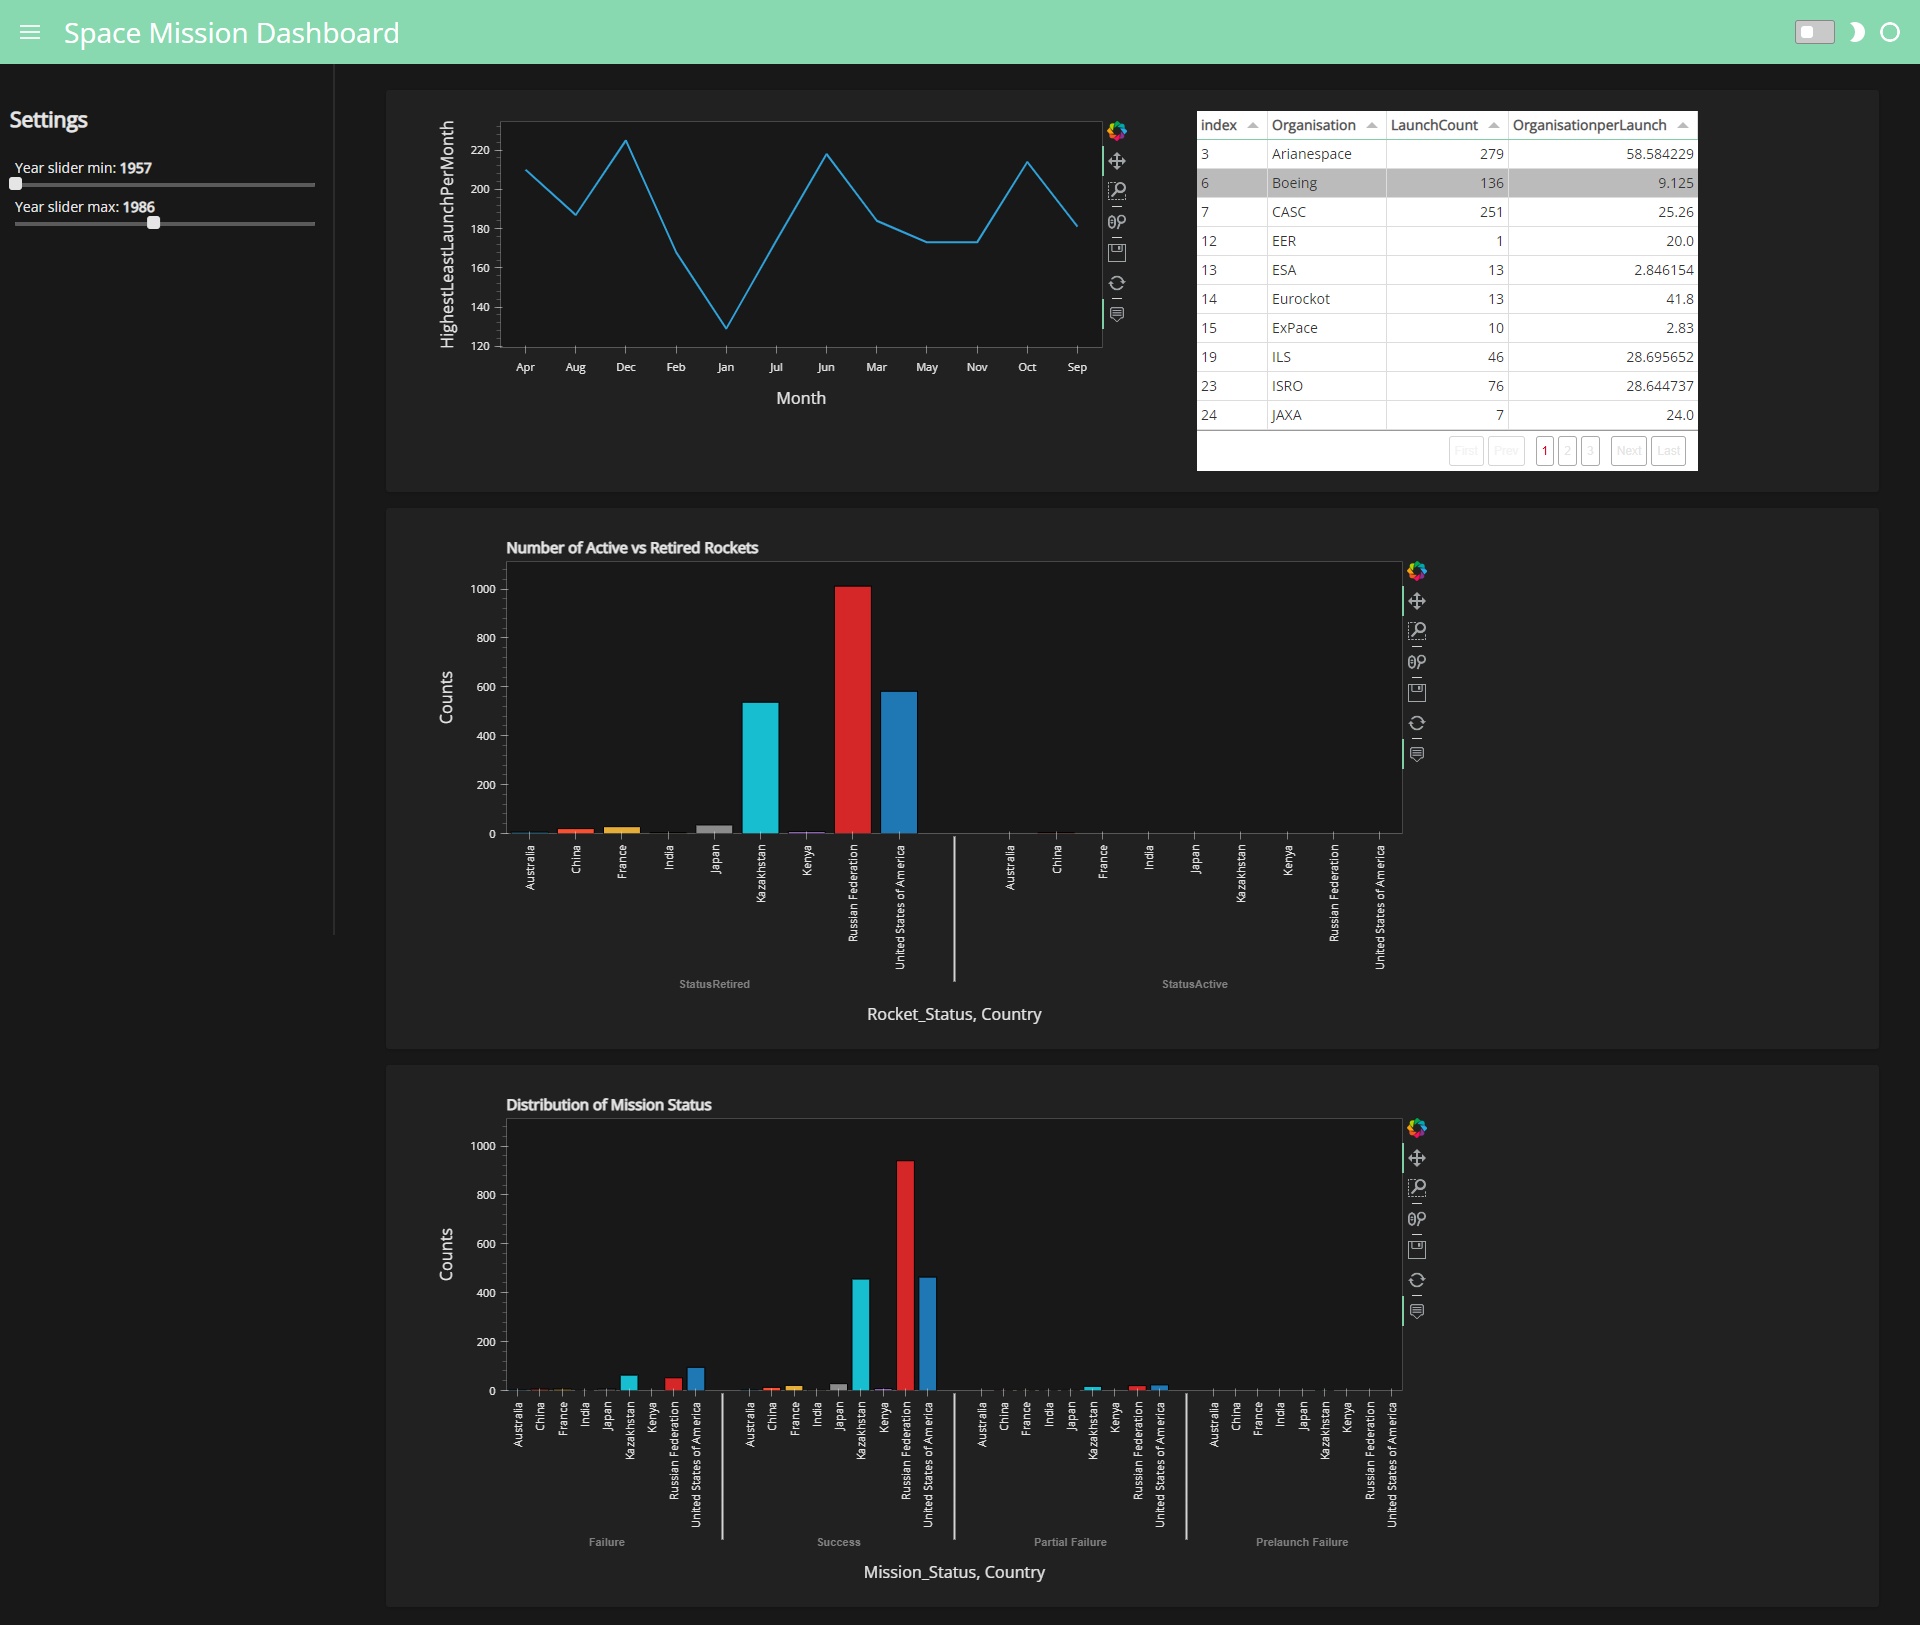 Space Mission Dashboard
Settings
Year slider min: 1957
Year slider max: 1986
HighestLeastLaunchPerMonth
220
200
180
160
140
120
Apr Aug Dec Feb Jan Jul Jun Mar May Nov Oct Sep
Month
index Organisation LaunchCount OrganisationperLaunch
3 Arianespace 279 58.584229
6 Boeing 136 9.125
7 CASC 251 25.26
12 EER 1 20.0
13 ESA 13 2.846154
14 Eurockot 13 41.8
15 ExPace 10 2.83
19 ILS 46 28.695652
23 ISRO 76 28.644737
24 JAXA 7 24.0
First Prev 1 2 3 Next Last
Number of Active vs Retired Rockets
Counts
1000
800
600
400
200
0
Australia China France India Japan Kazakhstan Kenya Russian Federation United States of America Australia China France India Japan Kazakhstan Kenya Russian Federation United States of America
StatusRetired StatusActive
Rocket_Status, Country
Distribution of Mission Status
Counts
1000
800
600
400
200
0
Australia China France India Japan Kazakhstan Kenya Russian Federation United States of America Australia China France India Japan Kazakhstan Kenya Russian Federation United States of America Australia China France India Japan Kazakhstan Kenya Russian Federation United States of America Australia China France India Japan Kazakhstan Kenya Russian Federation United States of America
Failure Success Partial Failure Prelaunch Failure
Mission_Status, Country